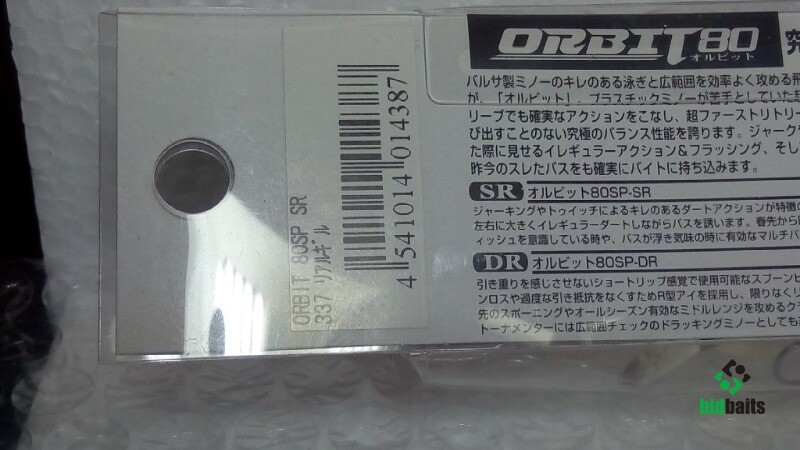 ORBIT 80SP SR
337 リアルギル
4 541014 014387
ORBIT80
オルビット
究
バルサ製ミノーのキレのある泳ぎと広範囲を効率よく攻める飛
が、「オルビット」。プラスチックミノーが苦手としていた超
リーブでも確実なアクションをこなし、超ファーストリトリー
び出すことのない究極のバランス性能を誇ります。ジャーク
た際に見せるイレギュラーアクション&フラッシング、そし
昨今のスレたバスをも確実にバイトに持ち込みます。
SR オルビット80SP-SR
ジャーキングやトゥイッチによるキレのあるダートアクションが特徴の
左右に大きくイレギュラーダートしながらバスを誘います。春先から
ィッシュを意識している時や、バスが浮き気味の時に有効なマルチバ
DR オルビット80SP-DR
引き重りを感じさせないショートリップ感覚で使用可能なスプーンビ
ンロスや過度な引き抵抗をなくすためR型アイを採用し、限りなくリ
先のスポーニングやオールシーズン有効なミドルレンジを攻めるク
トーナメンターには広範囲チェックのドラッキングミノーとしても
bidbaits